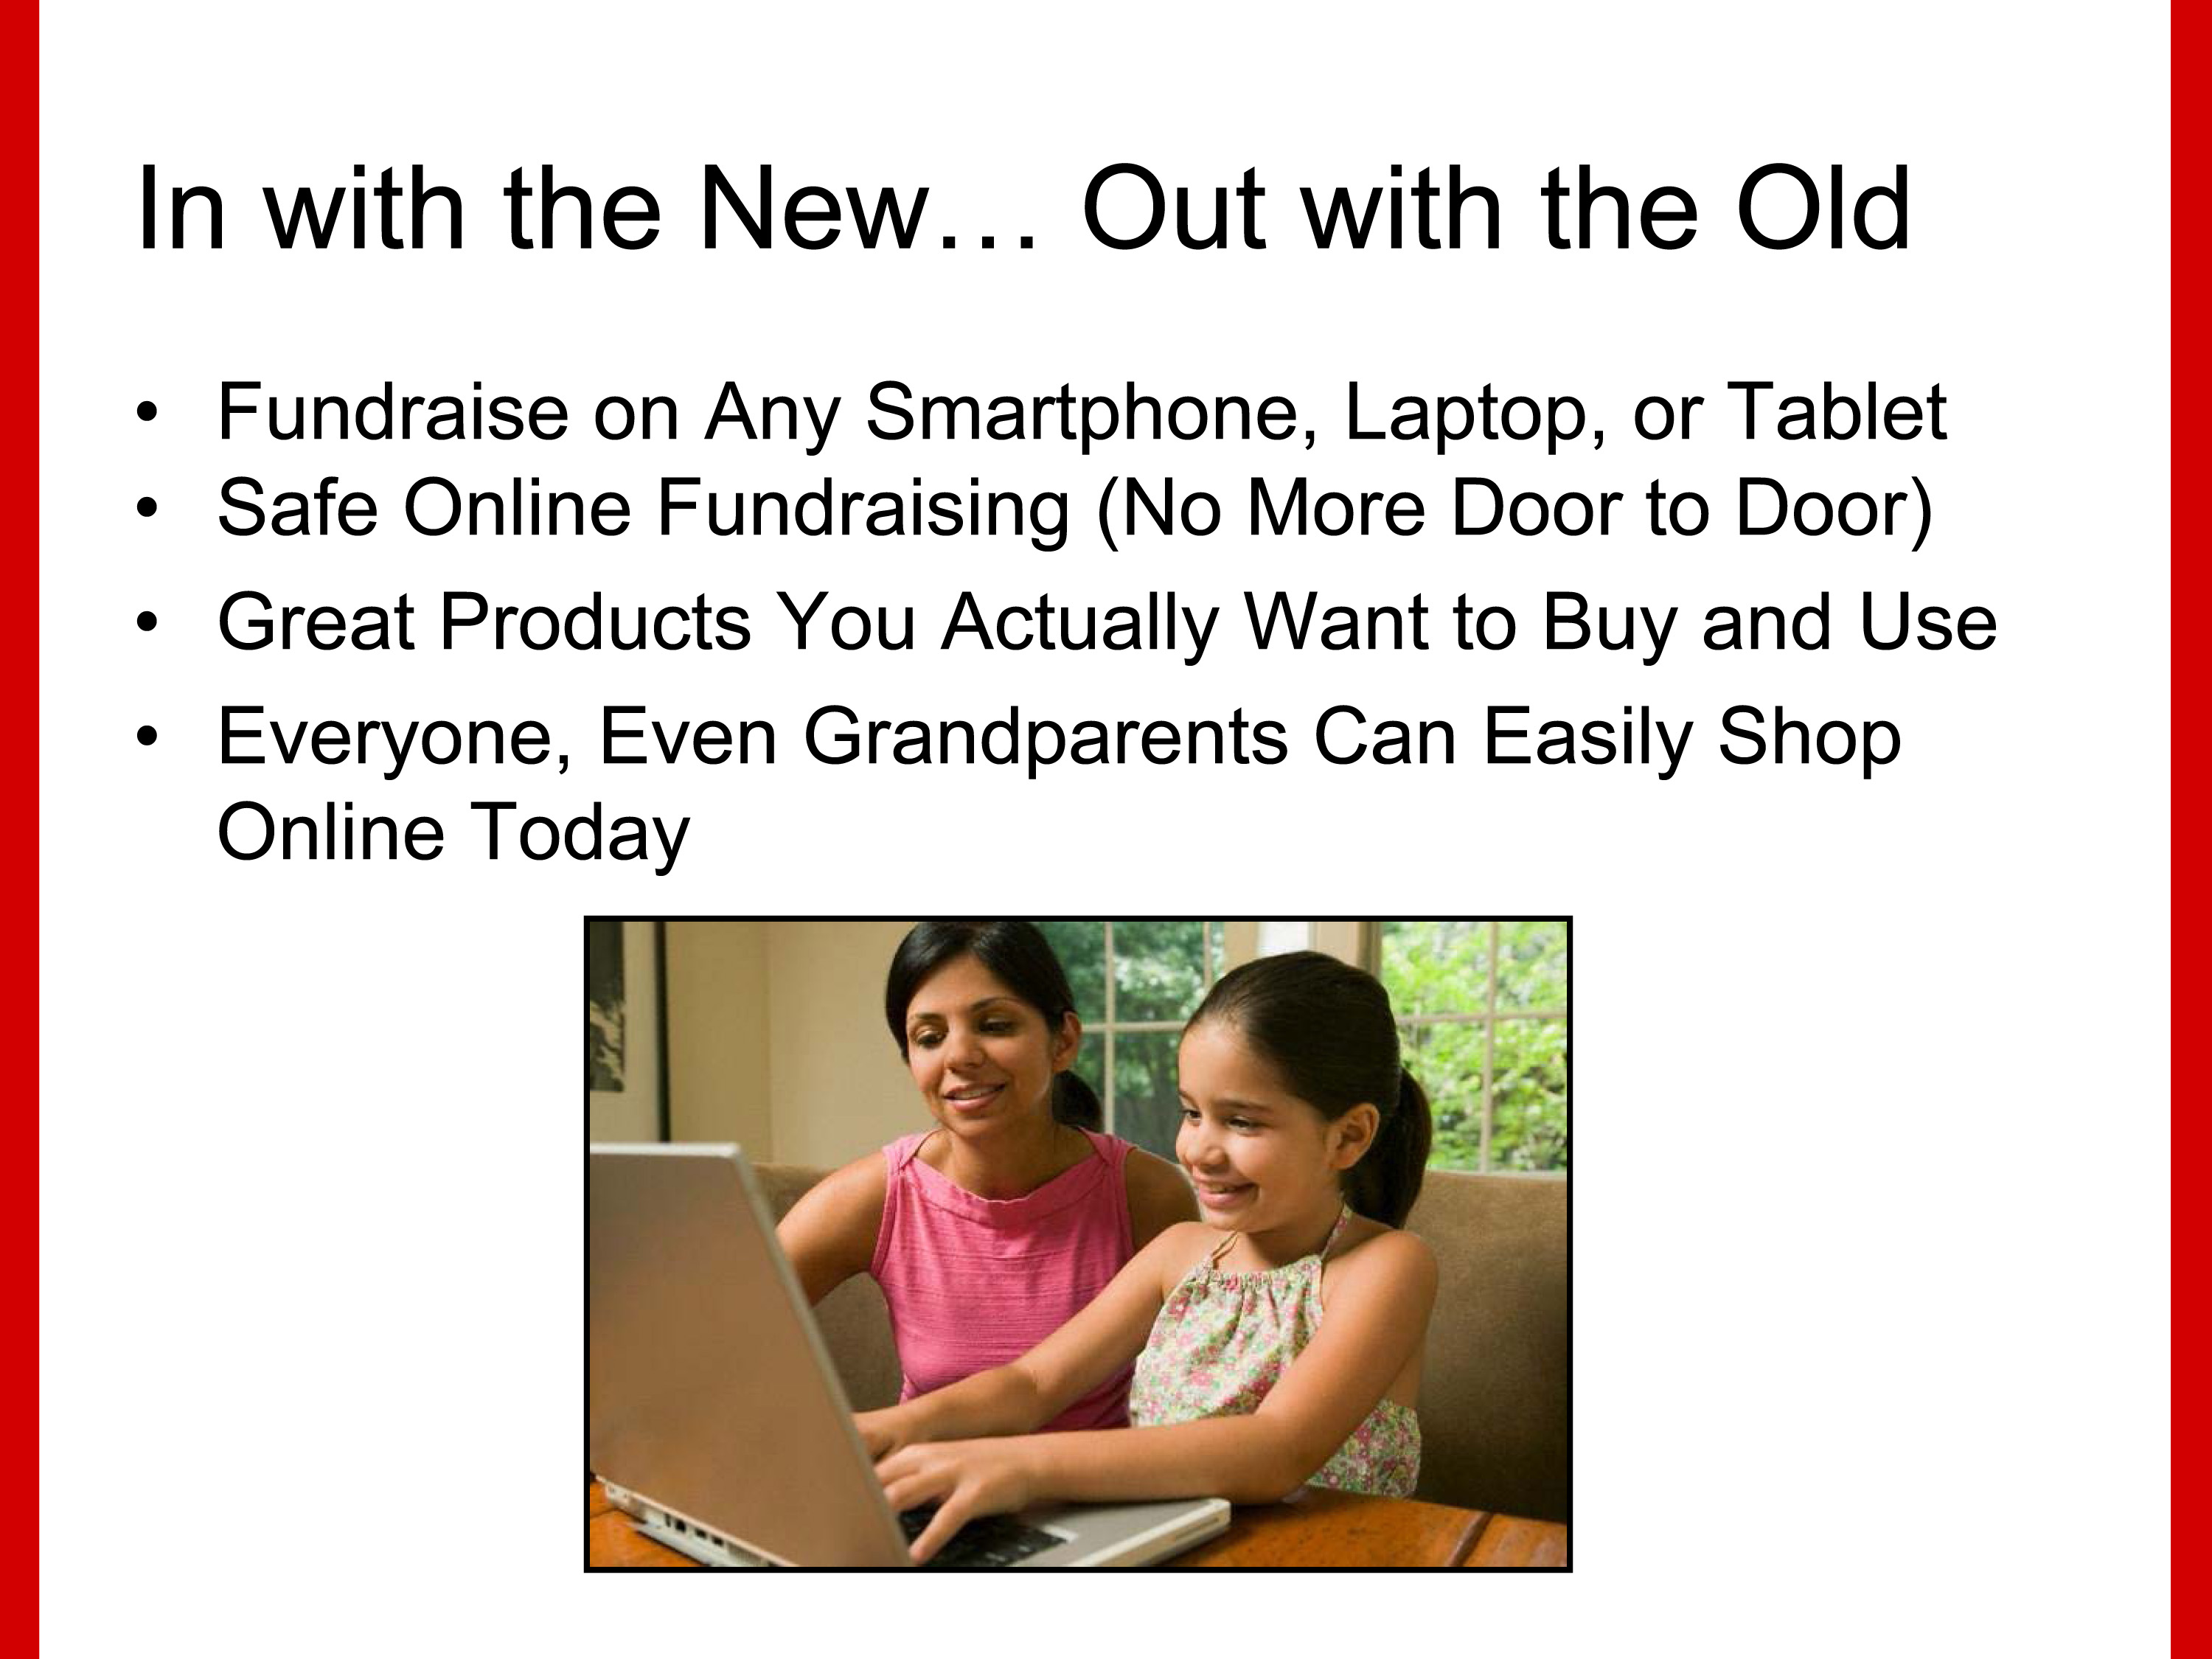 In with the New… Out with the Old
• Fundraise on Any Smartphone, Laptop, or Tablet
• Safe Online Fundraising (No More Door to Door)
• Great Products You Actually Want to Buy and Use
• Everyone, Even Grandparents Can Easily Shop
Online Today